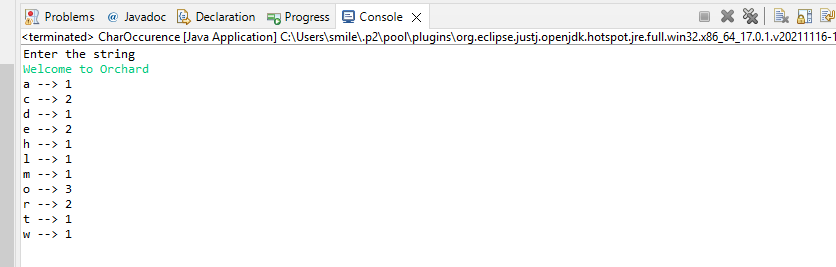 Problems @ Javadoc Declaration Progress Console
<terminated> CharOccurence [Java Application] C:\Users\smile\.p2\pool\plugins\org.eclipse.justj.openjdk.hotspot.jre.full.win32.x86_64_17.0.1.v20211116-1
Enter the string
Welcome to Orchard
a --> 1
c --> 2
d --> 1
e --> 2
h --> 1
l --> 1
m --> 1
o --> 3
r --> 2
t --> 1
w --> 1